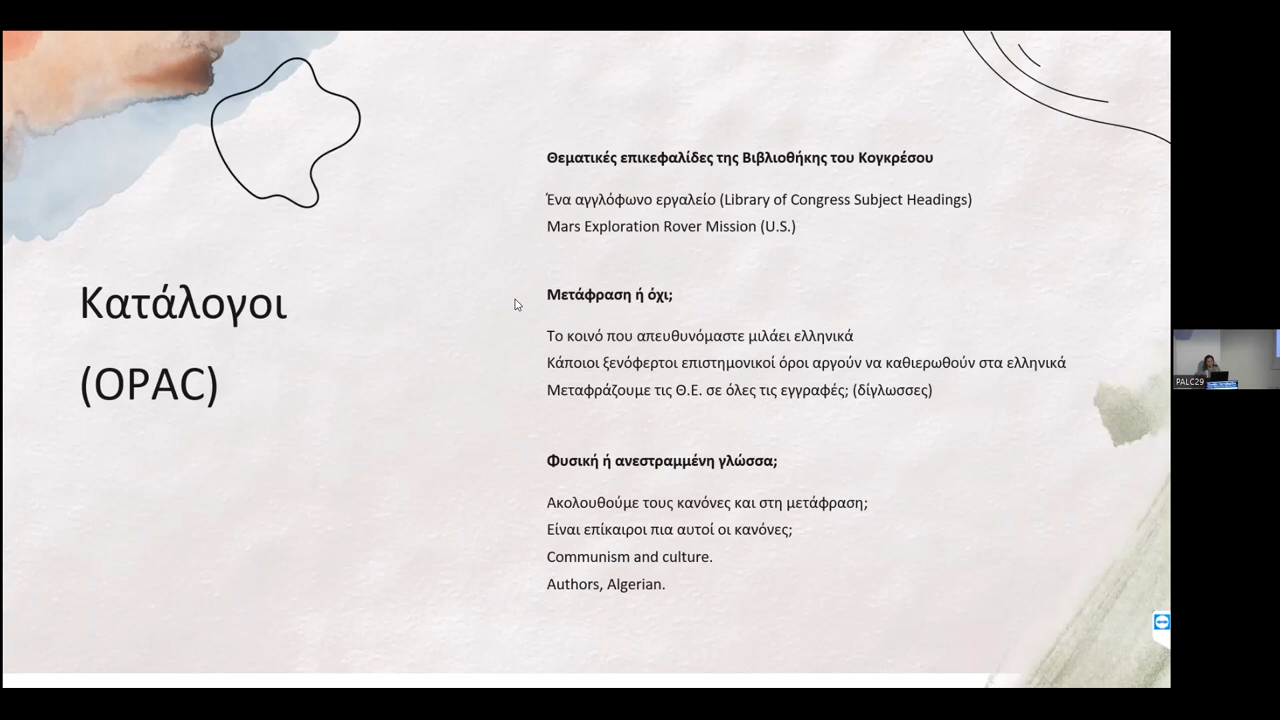 Κατάλογοι
(OPAC)
Θεματικές επικεφαλίδες της Βιβλιοθήκης του Κογκρέσου
Ένα αγγλόφωνο εργαλείο (Library of Congress Subject Headings)
Mars Exploration Rover Mission (U.S.)
Μετάφραση ή όχι;
Το κοινό που απευθυνόμαστε μιλάει ελληνικά
Κάποιοι ξενόφερτοι επιστημονικοί όροι αργούν να καθιερωθούν στα ελληνικά
Μεταφράζουμε τις Θ.Ε. σε όλες τις εγγραφές; (δίγλωσσες)
Φυσική ή ανεστραμμένη γλώσσα;
Ακολουθούμε τους κανόνες και στη μετάφραση;
Είναι επίκαιροι πια αυτοί οι κανόνες;
Communism and culture.
Authors, Algerian.
PALC29